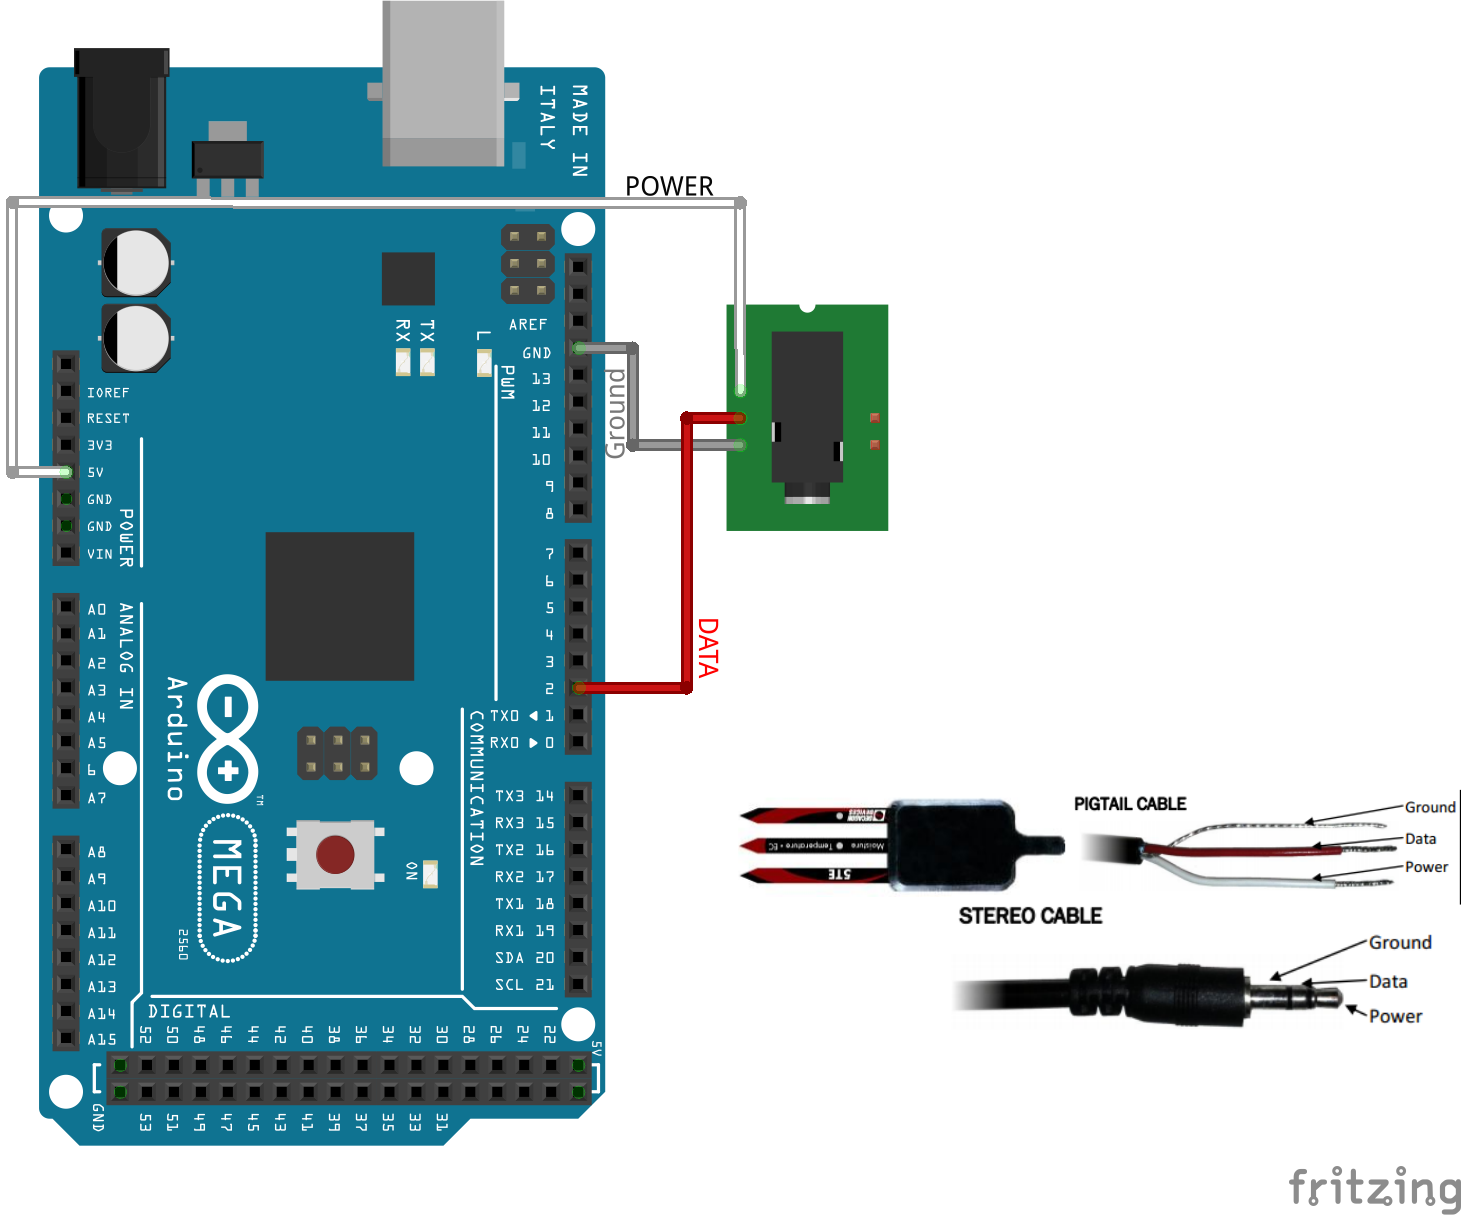 MADE IN
ITALY
POWER
RX
TX
L
AREF
GND
PWM
13
12
11
10
9
8
Ground
IOREF
RESET
3V3
5V
GND
GND
VIN
POWER
7
6
5
4
3
2
TX0 ◀ 1
RX0 ▶ 0
DATA
A0
A1
A2
A3
A4
A5
6
A7
ANALOG IN
Arduino
TM
MEGA
2560
ON
COMMUNICATION
TX3 14
RX3 15
TX2 16
RX2 17
TX1 18
RX1 19
SDA 20
SCL 21
A8
A9
A10
A11
A12
A13
A14
A15
DIGITAL
52 50 48 46 44 42 40 38 36 34 32 30 28 26 24 22
5V
GND
53 51 49 47 45 43 41 39 37 35 33 31
DECAGON DEVICES
Moisture • Temperature • EC
5TE
PIGTAIL CABLE
Ground
Data
Power
STEREO CABLE
Ground
Data
Power
fritzing